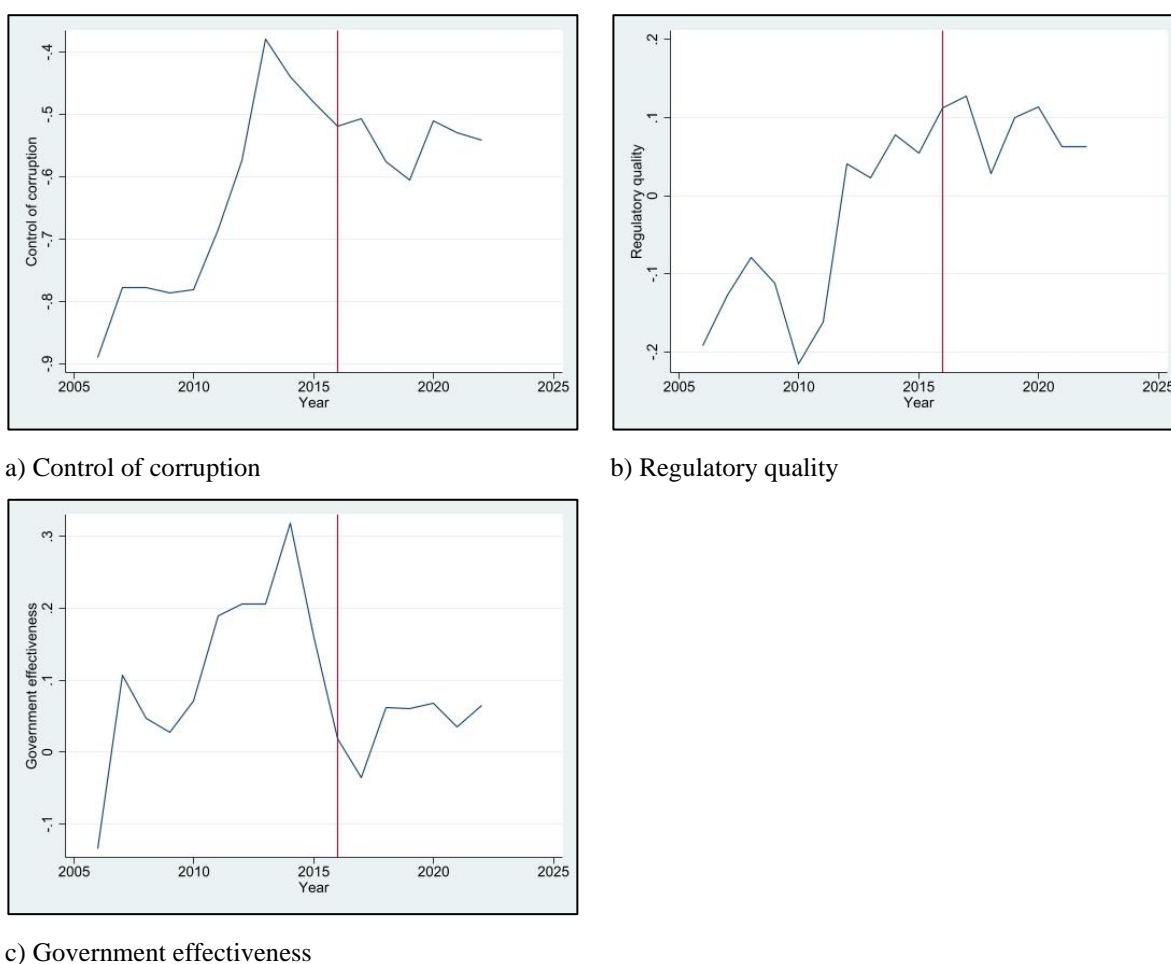 -.4
-.5
-.6
-.7
-.8
-.9
Control of corruption
2005 2010 2015 2020 2025
Year
.2
.1
0
-.1
-.2
Regulatory quality
2005 2010 2015 2020 2025
Year
a) Control of corruption
b) Regulatory quality
.3
.2
.1
0
-.1
Government effectiveness
2005 2010 2015 2020 2025
Year
c) Government effectiveness